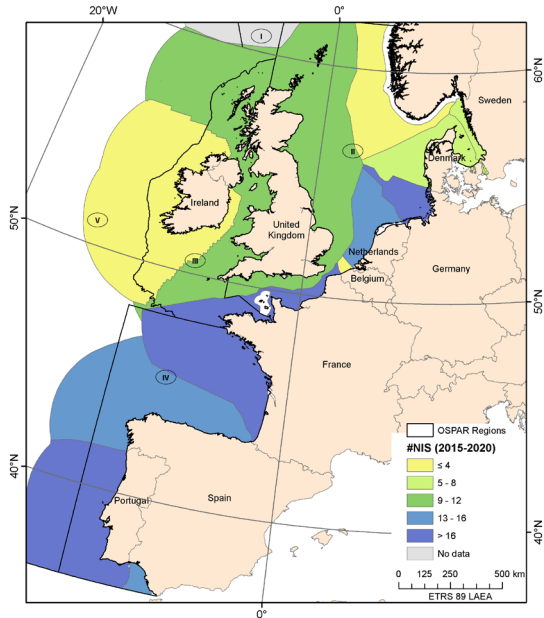 20°W
0°
I
60°N
Sweden
II
Denmark
Ireland
V
50°N
United
Kingdom
III
Netherlands
Germany
Belgium
50°N
France
IV
OSPAR Regions
#NIS (2015-2020)
≤ 4
5 - 8
9 - 12
13 - 16
> 16
No data
40°N
Portugal
Spain
40°N
0 125 250 500 km
ETRS 89 LAEA
0°